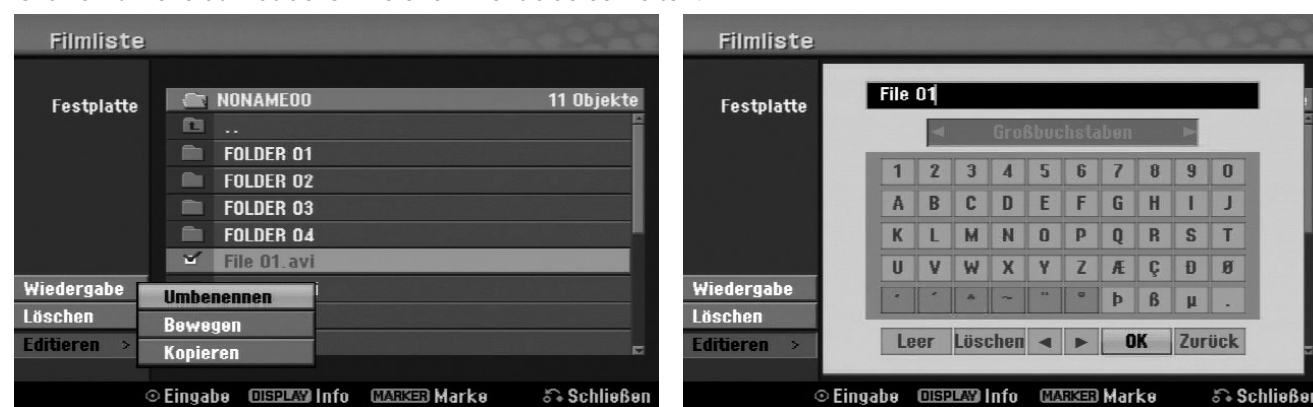 Filmliste
Festplatte
NONAME00 11 Objekte
..
FOLDER 01
FOLDER 02
FOLDER 03
FOLDER 04
File 01.avi
Wiedergabe
Löschen
Editieren >
Umbenennen
Bewegen
Kopieren
Eingabe DISPLAY Info MARKER Marke Schließen
Filmliste
Festplatte
File 01
Großbuchstaben
1 2 3 4 5 6 7 8 9 0
A B C D E F G H I J
K L M N O P Q R S T
U V W X Y Z Æ Ç Ð Ø
´ ^ ~ ¨ ° Þ ß µ .
Leer Löschen ◄ ► OK Zurück
Wiedergabe
Löschen
Editieren >
Eingabe DISPLAY Info MARKER Marke Schließe